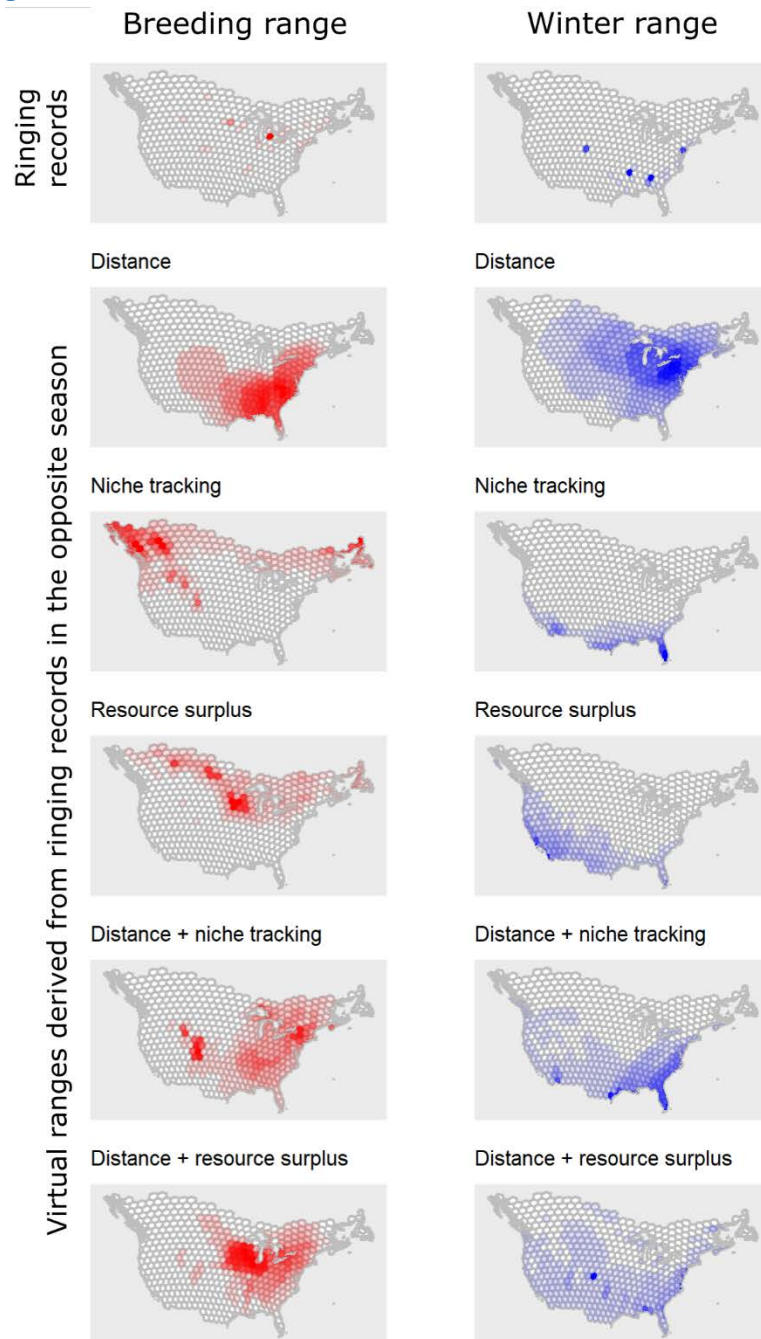 Breeding range
Winter range
Ringing
records
Distance
Distance
Virtual ranges derived from ringing records in the opposite season
Niche tracking
Niche tracking
Resource surplus
Resource surplus
Distance + niche tracking
Distance + niche tracking
Distance + resource surplus
Distance + resource surplus